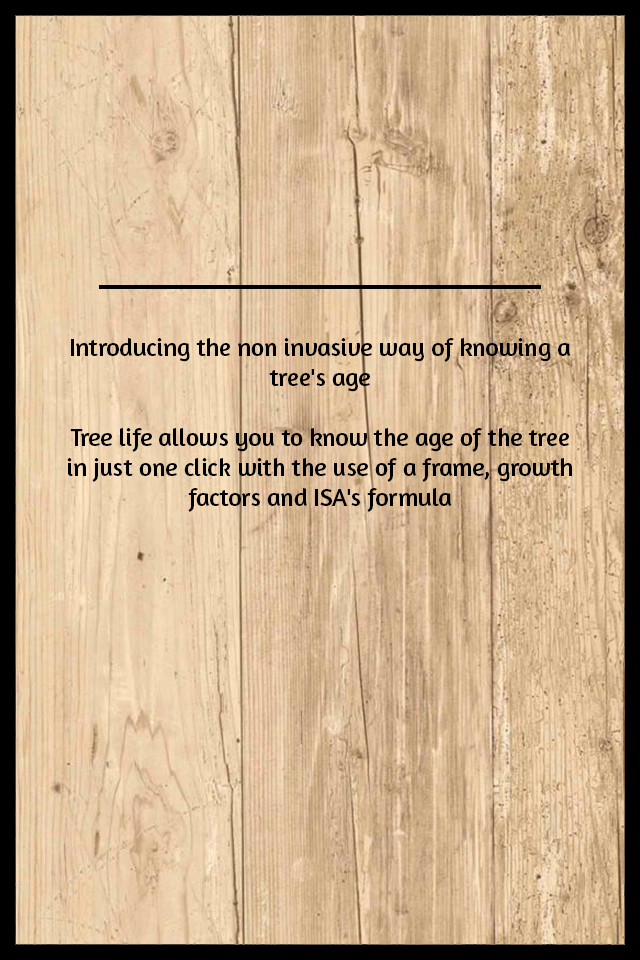 Introducing the non invasive way of knowing a
tree's age
Tree life allows you to know the age of the tree
in just one click with the use of a frame, growth
factors and ISA's formula